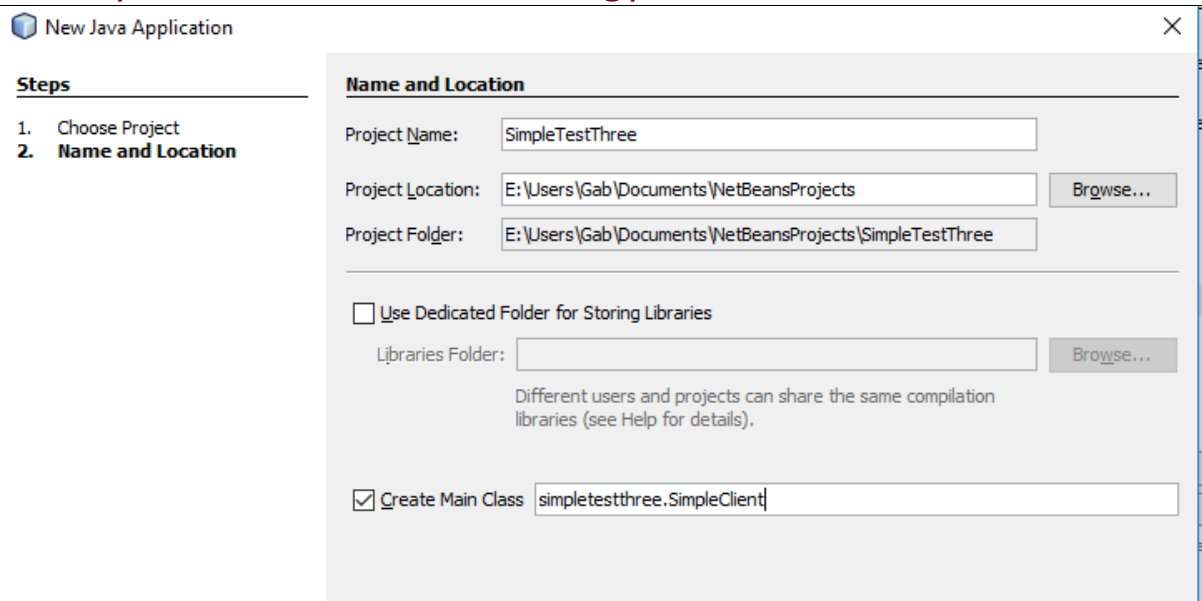 New Java Application
Steps
1. Choose Project
2. Name and Location
Name and Location
Project Name: SimpleTestThree
Project Location: E:\Users\Gab\Documents\NetBeansProjects Browse...
Project Folder: E:\Users\Gab\Documents\NetBeansProjects\SimpleTestThree
Use Dedicated Folder for Storing Libraries
Libraries Folder: Browse...
Different users and projects can share the same compilation
libraries (see Help for details).
Create Main Class simpletestthree.SimpleClient